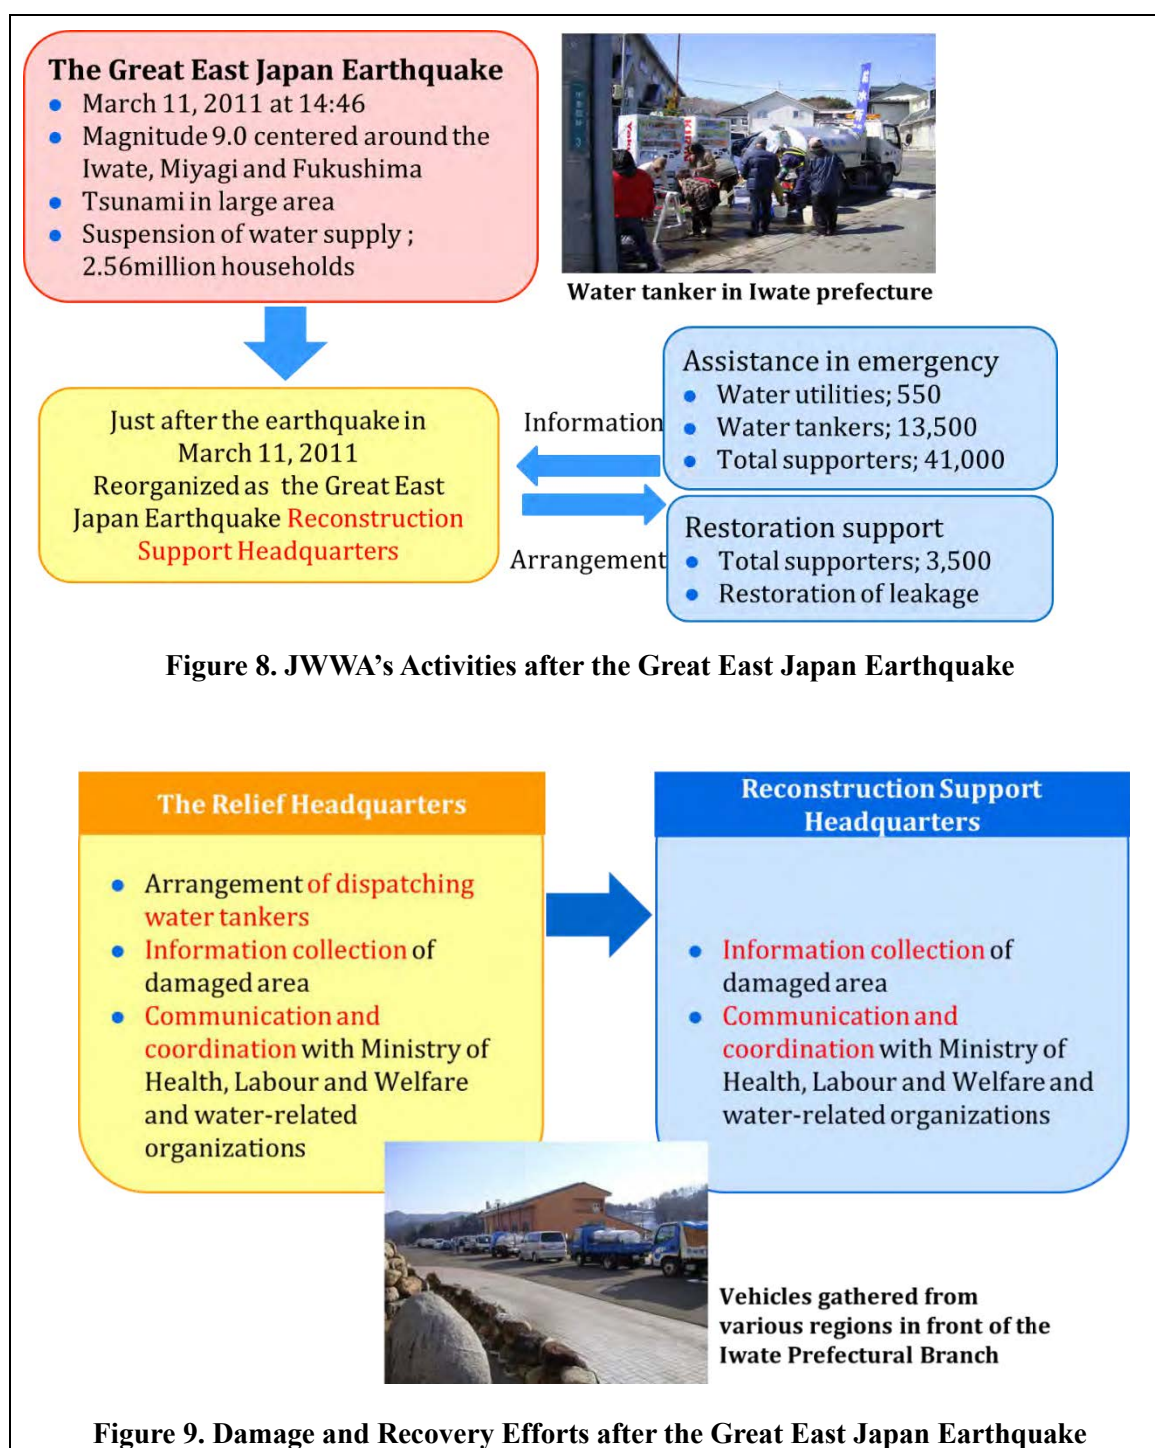 The Great East Japan Earthquake
● March 11, 2011 at 14:46
● Magnitude 9.0 centered around the
Iwate, Miyagi and Fukushima
● Tsunami in large area
● Suspension of water supply ;
2.56million households
Water tanker in Iwate prefecture
Just after the earthquake in
March 11, 2011
Reorganized as the Great East
Japan Earthquake Reconstruction
Support Headquarters
Information
Arrangement
Assistance in emergency
● Water utilities; 550
● Water tankers; 13,500
● Total supporters; 41,000
Restoration support
● Total supporters; 3,500
● Restoration of leakage
Figure 8. JWWA’s Activities after the Great East Japan Earthquake
The Relief Headquarters
● Arrangement of dispatching
water tankers
● Information collection of
damaged area
● Communication and
coordination with Ministry of
Health, Labour and Welfare
and water-related
organizations
Reconstruction Support
Headquarters
● Information collection of
damaged area
● Communication and
coordination with Ministry of
Health, Labour and Welfare and
water-related organizations
Vehicles gathered from
various regions in front of the
Iwate Prefectural Branch
Figure 9. Damage and Recovery Efforts after the Great East Japan Earthquake